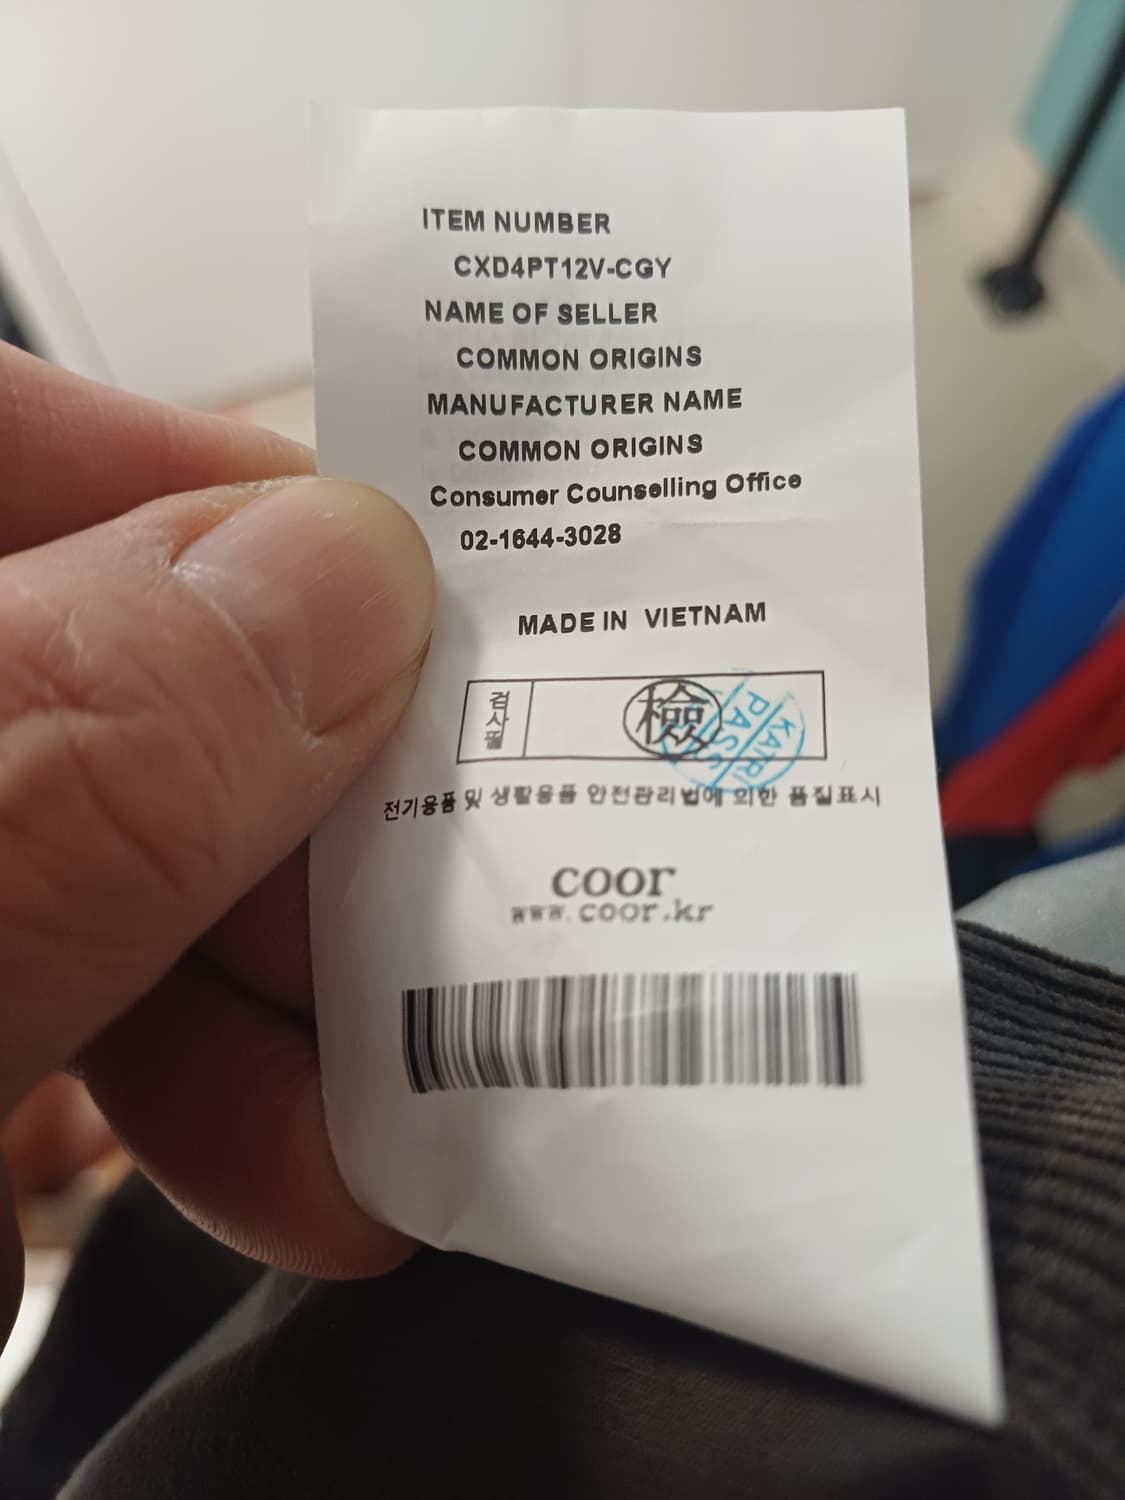 ITEM NUMBER
CXD4PT12V-CGY
NAME OF SELLER
COMMON ORIGINS
MANUFACTURER NAME
COMMON ORIGINS
Consumer Counselling Office
02-1644-3028
MADE IN VIETNAM
검사필
檢
KATRI
PASS
전기용품 및 생활용품 안전관리법에 의한 품질표시
coor
www.coor.kr